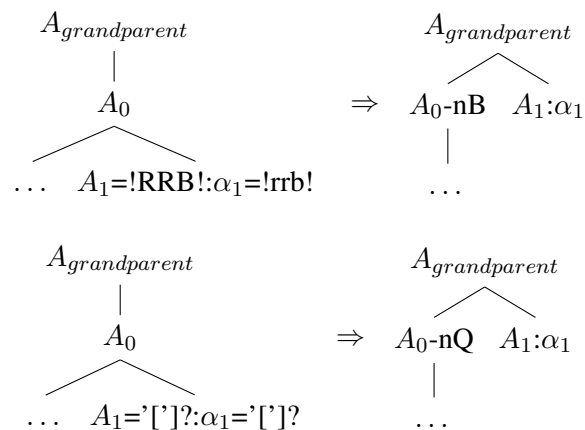 A_grandparent A_grandparent
A_0 ⇒ A_0-nB A_1:α_1
... A_1=!RRB!:α_1=!rrb! ...
A_grandparent A_grandparent
A_0 ⇒ A_0-nQ A_1:α_1
... A_1='[']?:α_1='[']? ...